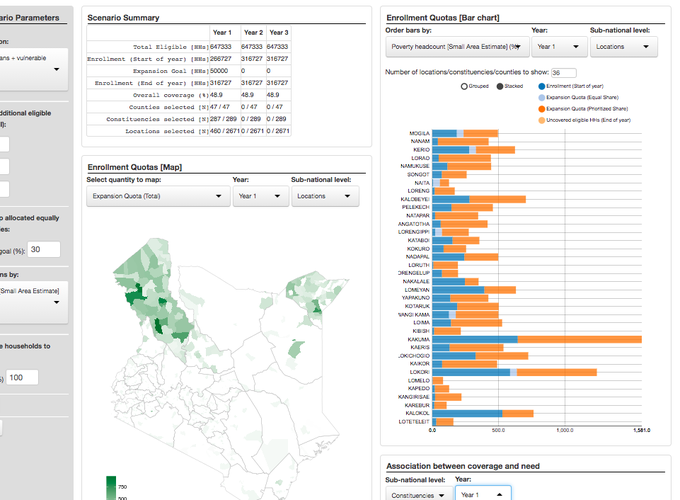 ario Parameters
on:
ans + vulnerable
dditional eligible
l):
o allocated equally
es:
goal (%): 30
ns by:
[Small Area Estimate]
e households to
%) 100
Scenario Summary
Year 1 Year 2 Year 3
Total Eligible [HHs] 647333 647333 647333
Enrollment (Start of year) [HHs] 266727 316727 316727
Expansion Goal [HHs] 50000 0 0
Enrollment (End of year) [HHs] 316727 316727 316727
Overall coverage (%) 48.9 48.9 48.9
Counties selected [N] 47 / 47 0 / 47 0 / 47
Constituencies selected [N] 287 / 289 0 / 289 0 / 289
Locations selected [N] 460 / 2671 0 / 2671 0 / 2671
Enrollment Quotas [Map]
Select quantity to map: Year: Sub-national level:
Expansion Quota (Total) Year 1 Locations
750
500
Enrollment Quotas [Bar chart]
Order bars by: Year: Sub-national level:
Poverty headcount [Small Area Estimate] (% Year 1 Locations
Number of locations/constituencies/counties to show: 36
Grouped Stacked
Enrollment (Start of year)
Expansion Quota (Equal Share)
Expansion Quota (Prioritized Share)
Uncovered eligible HHs (End of year)
MOGILA
NANAM
KERIO
LORAO
NAMUKUSE
SONGOT
NAITA
LORENG
KALOBEYEI
PELEKECH
NATAPAR
ANGATOTHA
LORENGIPPI
KATABOI
KOKURO
NADAPAL
LORUTH
ORENGELUP
NAKALALE
LOMEYAN
YAPAKUNO
KOTARUK
YANGI KAMA
LOIMA
KIBISH
KAKUMA
KAERIS
LOKICHOGIO
KAIKOR
LOKORI
LOMELO
KAPEDO
KANGIRISAE
KAREBUR
KALOKOL
LOTETELEIT
0.0 500.0 1,000.0 1,581.0
Association between coverage and need
Sub-national level: Year:
Constituencies Year 1